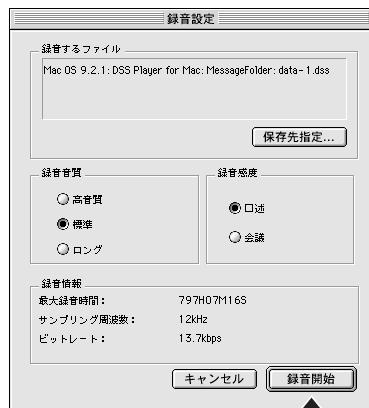 録音設定
録音するファイル
Mac OS 9.2.1: DSS Player for Mac: MessageFolder: data-1.dss
保存先指定...
録音音質
高音質
標準
ロング
録音感度
口述
会議
録音情報
最大録音時間： 797H07M16S
サンプリング周波数： 12kHz
ビットレート： 13.7kbps
キャンセル
録音開始